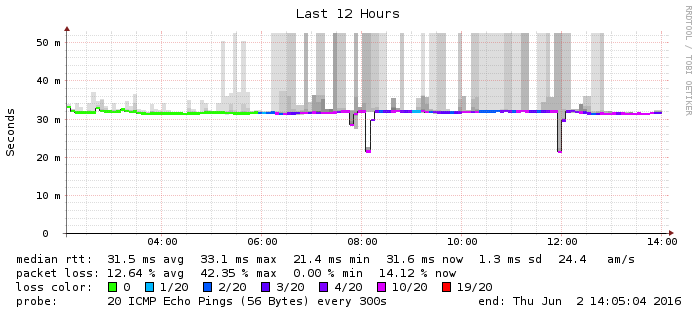 Last 12 Hours
RRDTOOL / TOBI OETIKER
Seconds
50 m
40 m
30 m
20 m
10 m
0
04:00 06:00 08:00 10:00 12:00 14:00
median rtt: 31.5 ms avg 33.1 ms max 21.4 ms min 31.6 ms now 1.3 ms sd 24.4 am/s
packet loss: 12.64 % avg 42.35 % max 0.00 % min 14.12 % now
loss color: 0 1/20 2/20 3/20 4/20 10/20 19/20
probe: 20 ICMP Echo Pings (56 Bytes) every 300s end: Thu Jun 2 14:05:04 2016